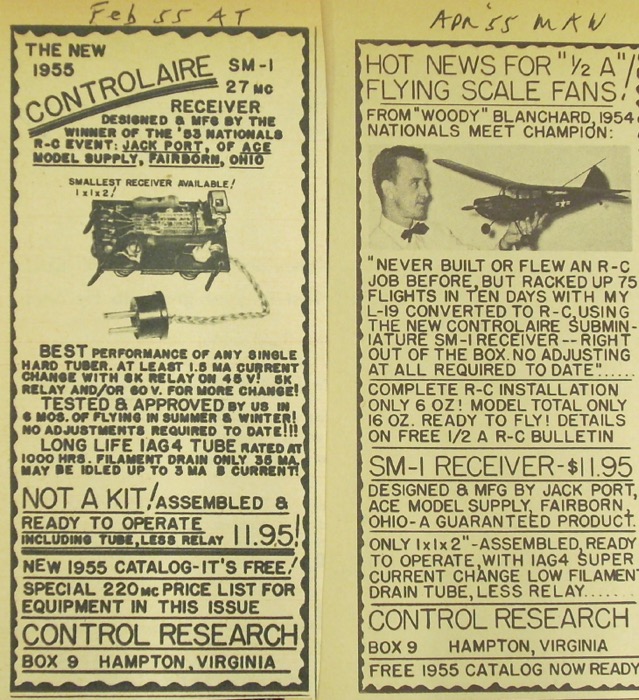 Feb 55 AT
THE NEW
1955
CONTROLAIRE
SM-1
27 MC
RECEIVER
DESIGNED & MFG BY THE
WINNER OF THE '53 NATIONALS
R-C EVENT: JACK PORT, OF ACE
MODEL SUPPLY, FAIRBORN, OHIO
SMALLEST RECEIVER AVAILABLE!
1x1x2!
BEST PERFORMANCE OF ANY SINGLE
HARD TUBER. AT LEAST 1.5 MA CURRENT
CHANGE WITH 8K RELAY ON 45 V! 5K
RELAY AND/OR 60 V. FOR MORE CHANGE!
TESTED & APPROVED BY US IN
6 MOS. OF FLYING IN SUMMER & WINTER!
NO ADJUSTMENTS REQUIRED TO DATE!!!
LONG LIFE 1AG4 TUBE RATED AT
1000 HRS. FILAMENT DRAIN ONLY 35 MA,
MAY BE IDLED UP TO 3 MA B CURRENT!
NOT A KIT! ASSEMBLED &
READY TO OPERATE
INCLUDING TUBE, LESS RELAY 11.95!
NEW 1955 CATALOG-IT'S FREE!
SPECIAL 220 MC PRICE LIST FOR
EQUIPMENT IN THIS ISSUE
CONTROL RESEARCH
BOX 9 HAMPTON, VIRGINIA
Apr '55 MAN
HOT NEWS FOR "1/2 A"/
FLYING SCALE FANS!
FROM "WOODY" BLANCHARD, 1954
NATIONALS MEET CHAMPION:
"NEVER BUILT OR FLEW AN R-C
JOB BEFORE, BUT RACKED UP 75
FLIGHTS IN TEN DAYS WITH MY
L-19 CONVERTED TO R-C, USING
THE NEW CONTROLAIRE SUBMIN-
IATURE SM-1 RECEIVER--RIGHT
OUT OF THE BOX. NO ADJUSTING
AT ALL REQUIRED TO DATE"......
COMPLETE R-C INSTALLATION
ONLY 6 OZ! MODEL TOTAL ONLY
16 OZ. READY TO FLY! DETAILS
ON FREE 1/2 A R-C BULLETIN
SM-1 RECEIVER-$11.95
DESIGNED & MFG BY JACK PORT,
ACE MODEL SUPPLY, FAIRBORN,
OHIO-A GUARANTEED PRODUCT
ONLY 1x1x2"-ASSEMBLED, READY
TO OPERATE, WITH 1AG4 SUPER
CURRENT CHANGE LOW FILAMEN
DRAIN TUBE, LESS RELAY.......
CONTROL RESEARCH
BOX 9 HAMPTON, VIRGINIA
FREE 1955 CATALOG NOW READY